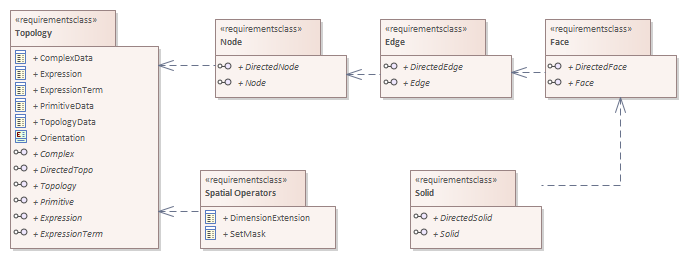 «requirementsclass»
Topology
+ ComplexData
+ Expression
+ ExpressionTerm
+ PrimitiveData
+ TopologyData
+ Orientation
+ Complex
+ DirectedTopo
+ Topology
+ Primitive
+ Expression
+ ExpressionTerm
«requirementsclass»
Node
+ DirectedNode
+ Node
«requirementsclass»
Edge
+ DirectedEdge
+ Edge
«requirementsclass»
Face
+ DirectedFace
+ Face
«requirementsclass»
Spatial Operators
+ DimensionExtension
+ SetMask
«requirementsclass»
Solid
+ DirectedSolid
+ Solid